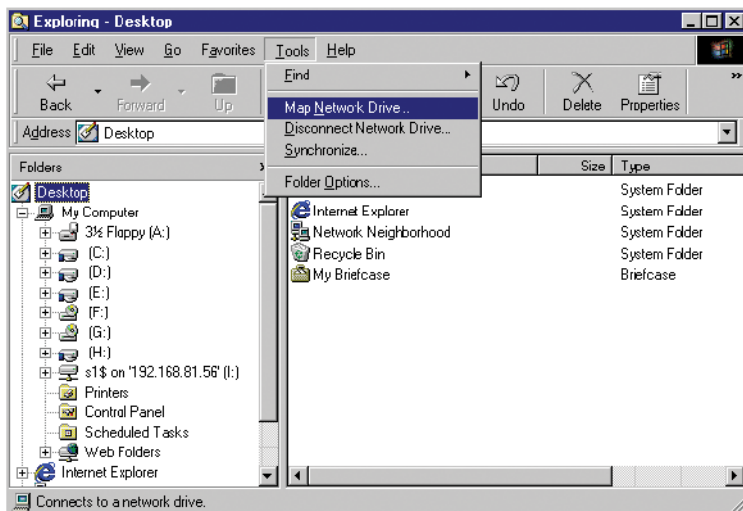 Exploring - Desktop
File Edit View Go Favorites Tools Help
Back Forward Up Undo Delete Properties »
Find
Map Network Drive...
Disconnect Network Drive...
Synchronize...
Folder Options...
Address Desktop
Folders
Size Type
Desktop
My Computer
3½ Floppy (A:)
(C:)
(D:)
(E:)
(F:)
(G:)
(H:)
s1$ on '192.168.81.56' (I:)
Printers
Control Panel
Scheduled Tasks
Web Folders
Internet Explorer
System Folder
Internet Explorer System Folder
Network Neighborhood System Folder
Recycle Bin System Folder
My Briefcase Briefcase
Connects to a network drive.